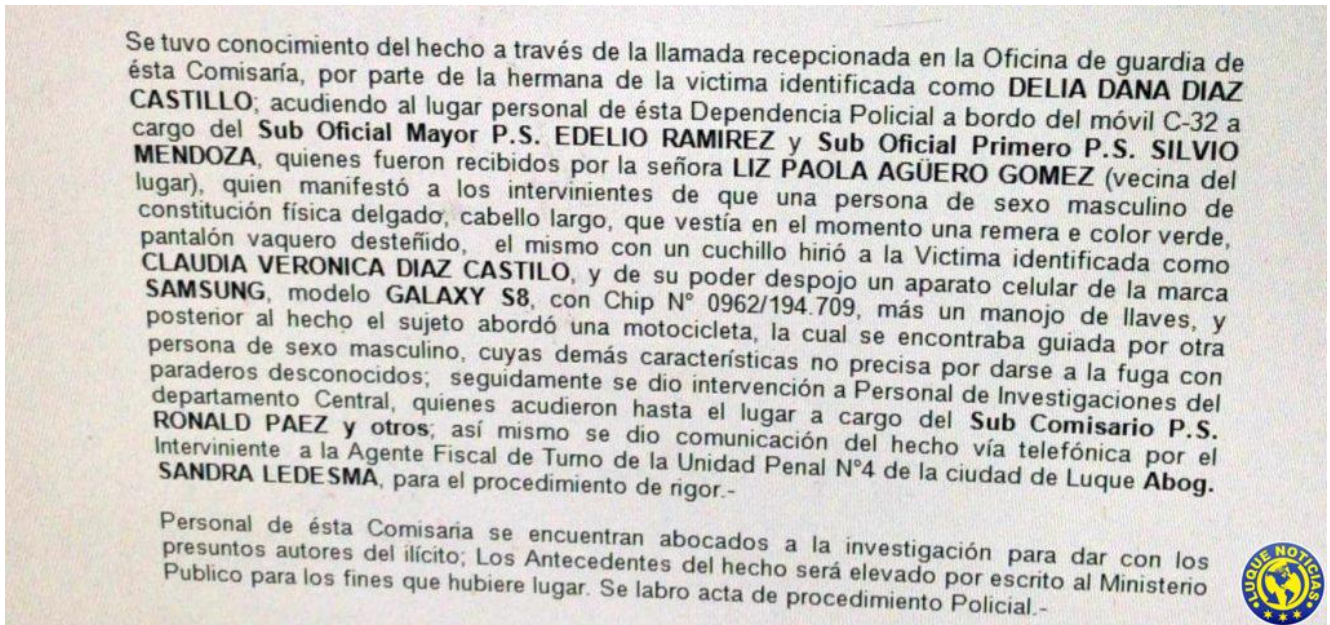 Se tuvo conocimiento del hecho a través de la llamada recepcionada en la Oficina de guardia de
ésta Comisaría, por parte de la hermana de la victima identificada como DELIA DANA DIAZ
CASTILLO; acudiendo al lugar personal de ésta Dependencia Policial a bordo del móvil C-32 a
cargo del Sub Oficial Mayor P.S. EDELIO RAMIREZ y Sub Oficial Primero P.S. SILVIO
MENDOZA, quienes fueron recibidos por la señora LIZ PAOLA AGÜERO GOMEZ (vecina del
lugar), quien manifestó a los intervinientes de que una persona de sexo masculino de
constitución física delgado, cabello largo, que vestía en el momento una remera e color verde,
pantalón vaquero desteñido, el mismo con un cuchillo hirió a la Victima identificada como
CLAUDIA VERONICA DIAZ CASTILO, y de su poder despojo un aparato celular de la marca
SAMSUNG, modelo GALAXY S8, con Chip N° 0962/194.709, más un manojo de llaves, y
posterior al hecho el sujeto abordó una motocicleta, la cual se encontraba guiada por otra
persona de sexo masculino, cuyas demás características no precisa por darse a la fuga con
paraderos desconocidos; seguidamente se dio intervención a Personal de Investigaciones del
departamento Central, quienes acudieron hasta el lugar a cargo del Sub Comisario P.S.
RONALD PAEZ y otros; así mismo se dio comunicación del hecho vía telefónica por el
Interviniente a la Agente Fiscal de Turno de la Unidad Penal N°4 de la ciudad de Luque Abog.
SANDRA LEDESMA, para el procedimiento de rigor.-
Personal de ésta Comisaria se encuentran abocados a la investigación para dar con los
presuntos autores del ilícito; Los Antecedentes del hecho será elevado por escrito al Ministerio
Publico para los fines que hubiere lugar. Se labro acta de procedimiento Policial.-
LUQUE NOTICIAS